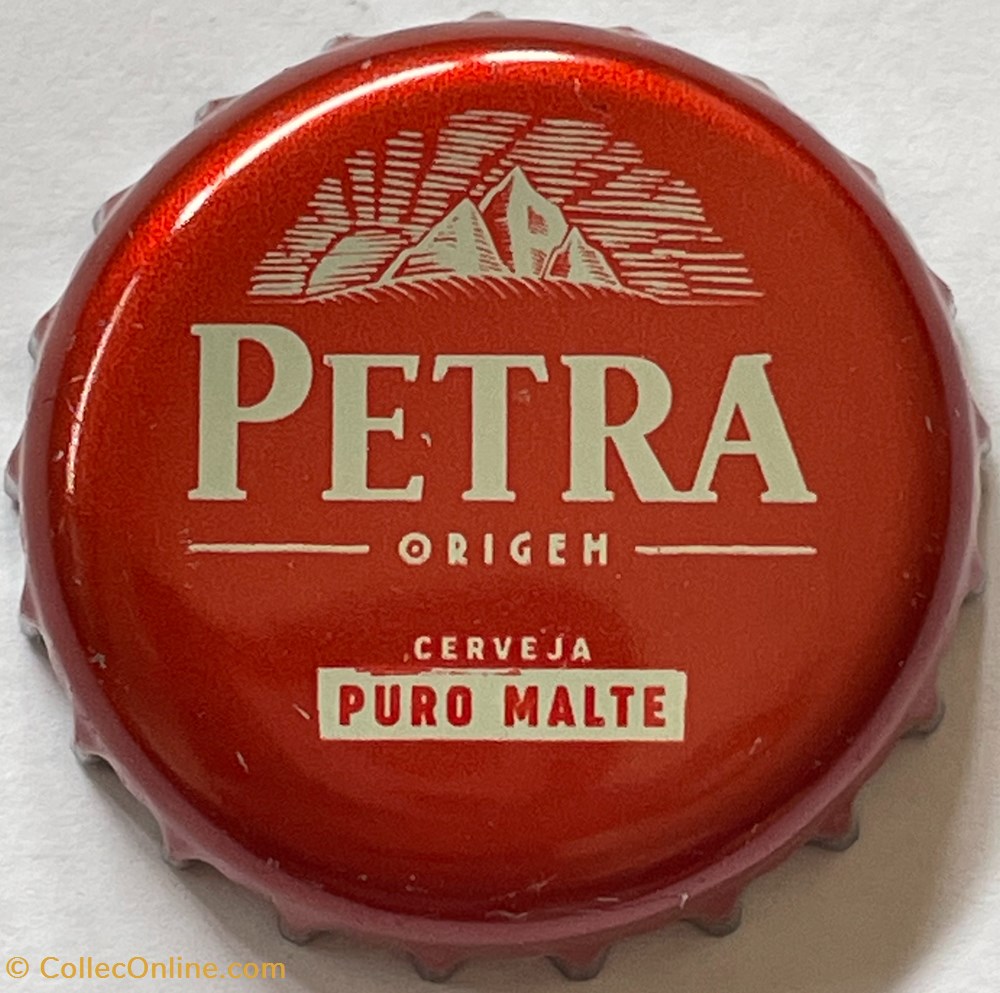 P
PETRA
ORIGEM
CERVEJA
PURO MALTE
© CollecOnline.com